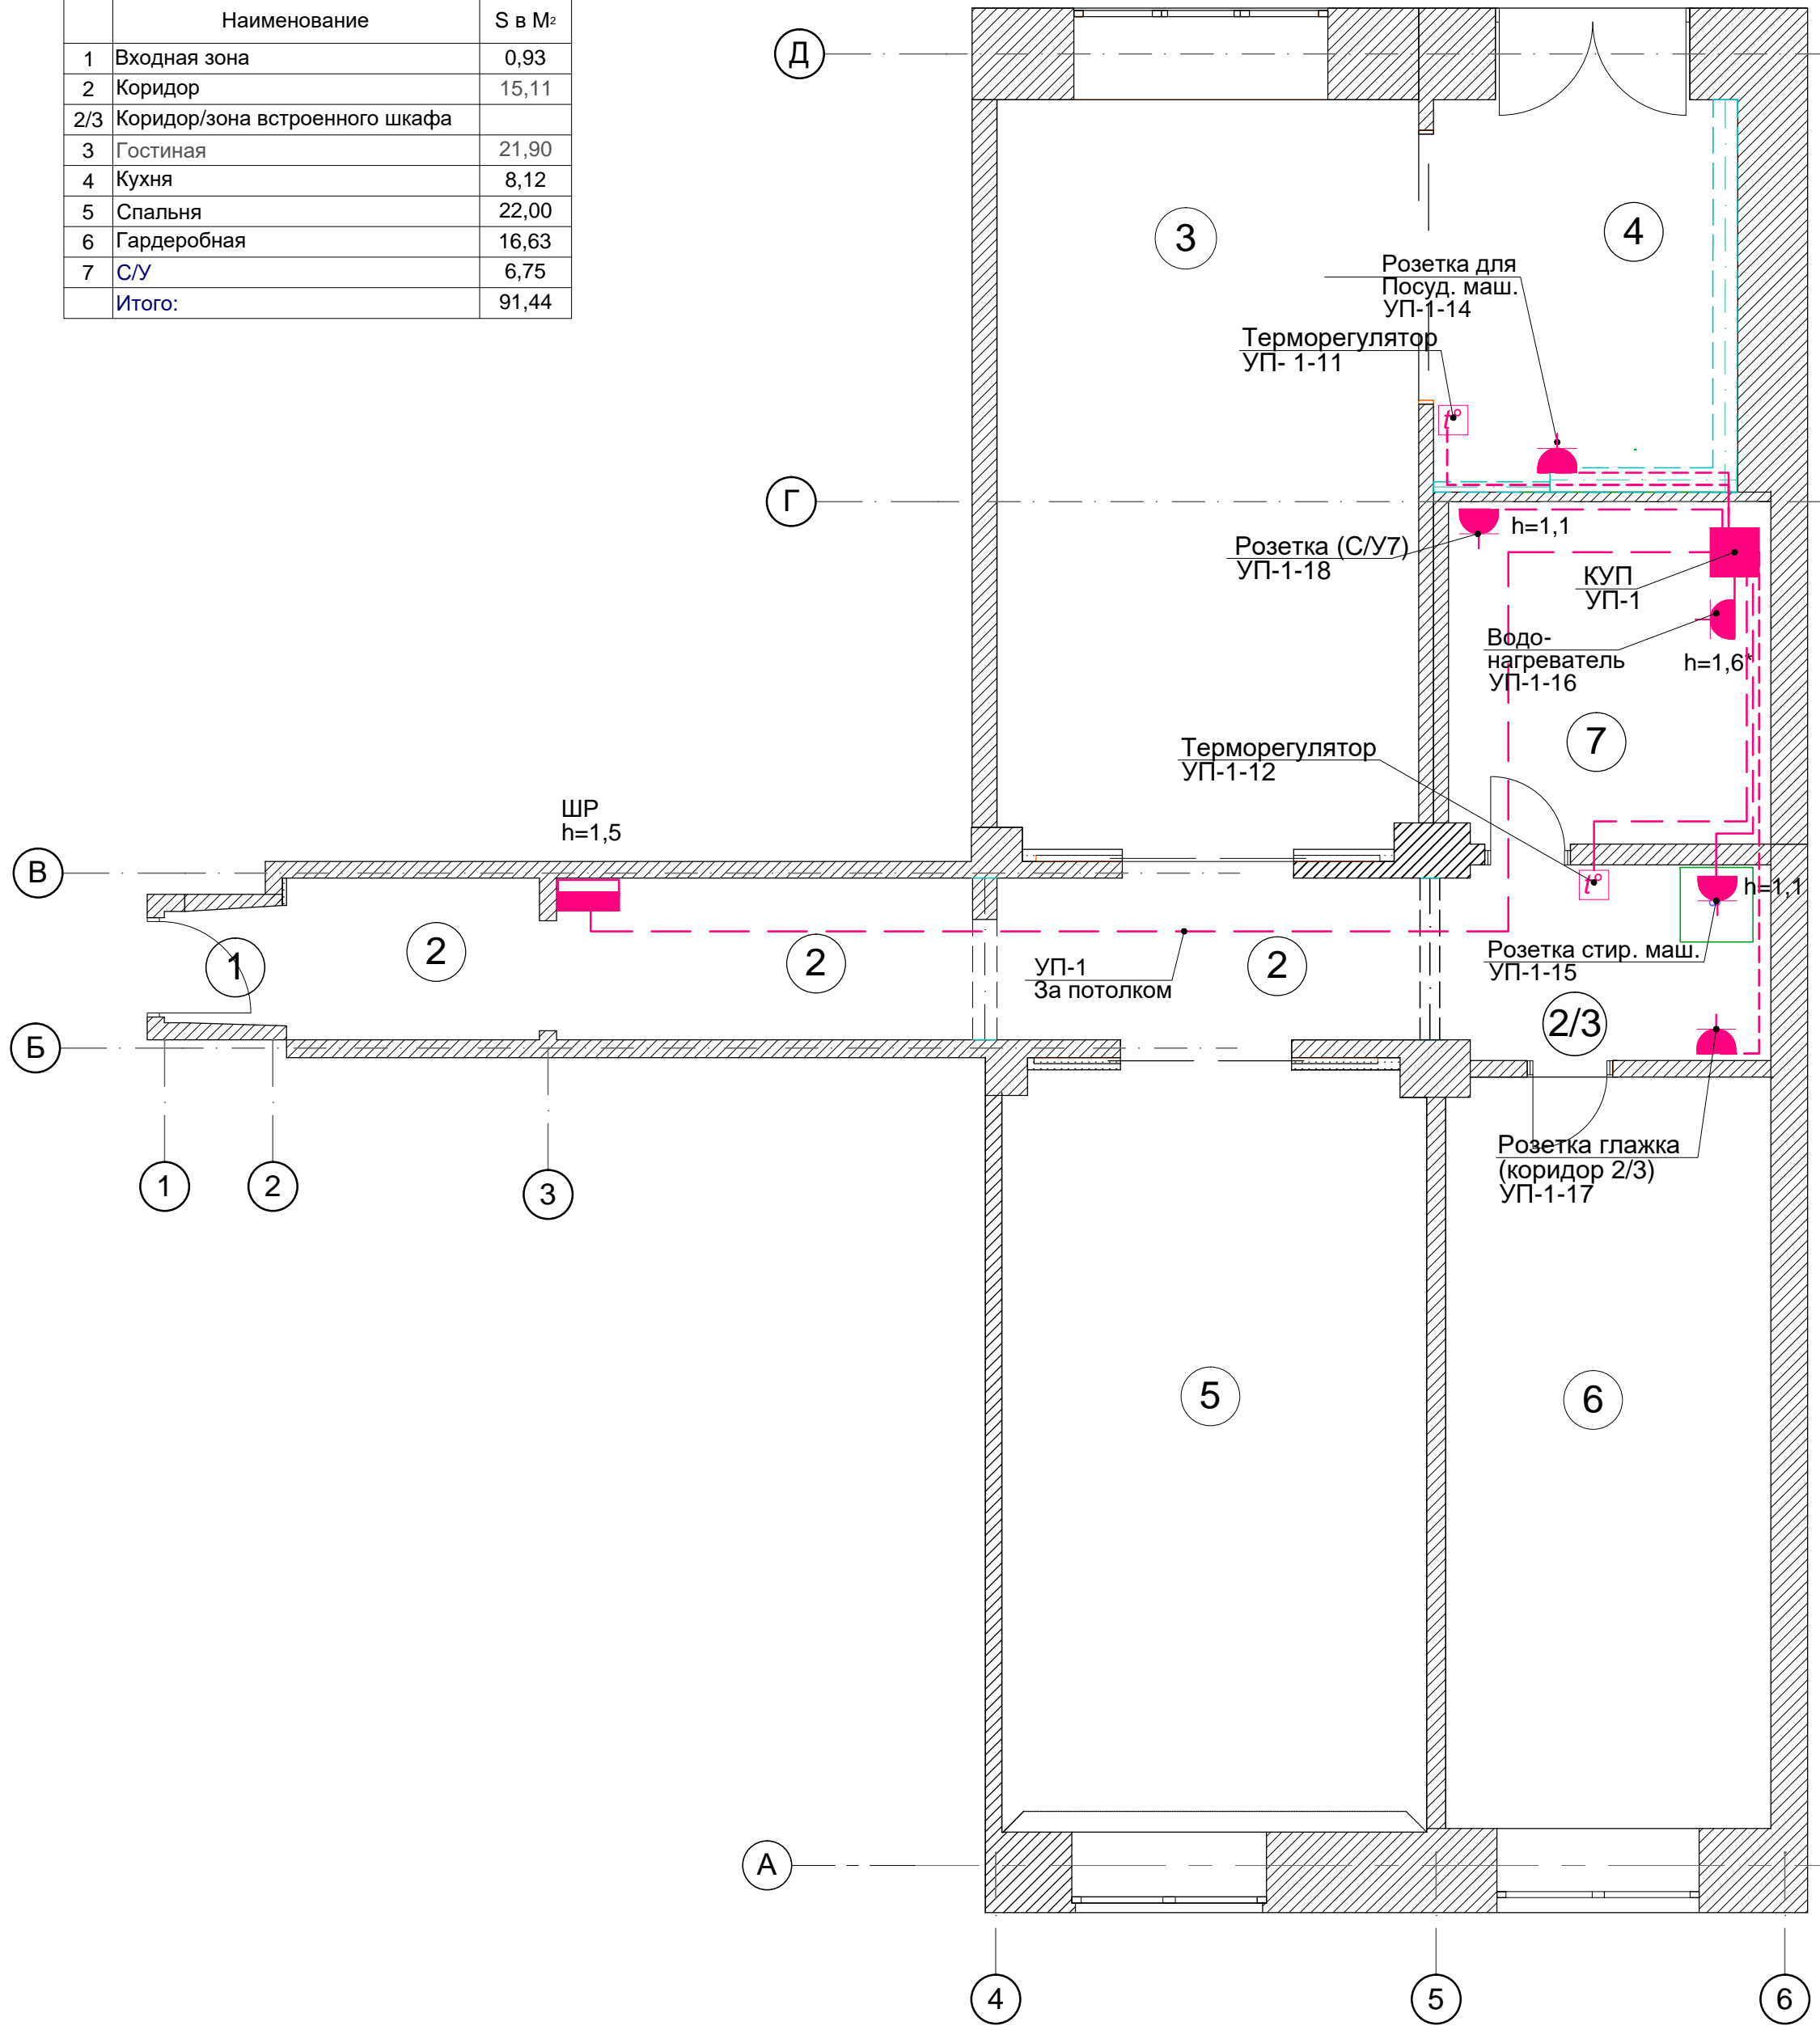 Наименование S в М²
1 Входная зона 0,93
2 Коридор 15,11
2/3 Коридор/зона встроенного шкафа
3 Гостиная 21,90
4 Кухня 8,12
5 Спальня 22,00
6 Гардеробная 16,63
7 С/У 6,75
Итого: 91,44
Д
3
4
Розетка для
Посуд. маш.
УП-1-14
Терморегулятор
УП- 1-11
t°
Г
h=1,1
Розетка (С/У7)
УП-1-18
КУП
УП-1
Водо-
нагреватель
УП-1-16
h=1,6*
7
Терморегулятор
УП-1-12
ШР
h=1,5
В
t°
h=1,1
1
2
2
2
УП-1
За потолком
Розетка стир. маш.
УП-1-15
2/3
Б
Розетка глажка
(коридор 2/3)
УП-1-17
1
2
3
5
6
А
4
5
6